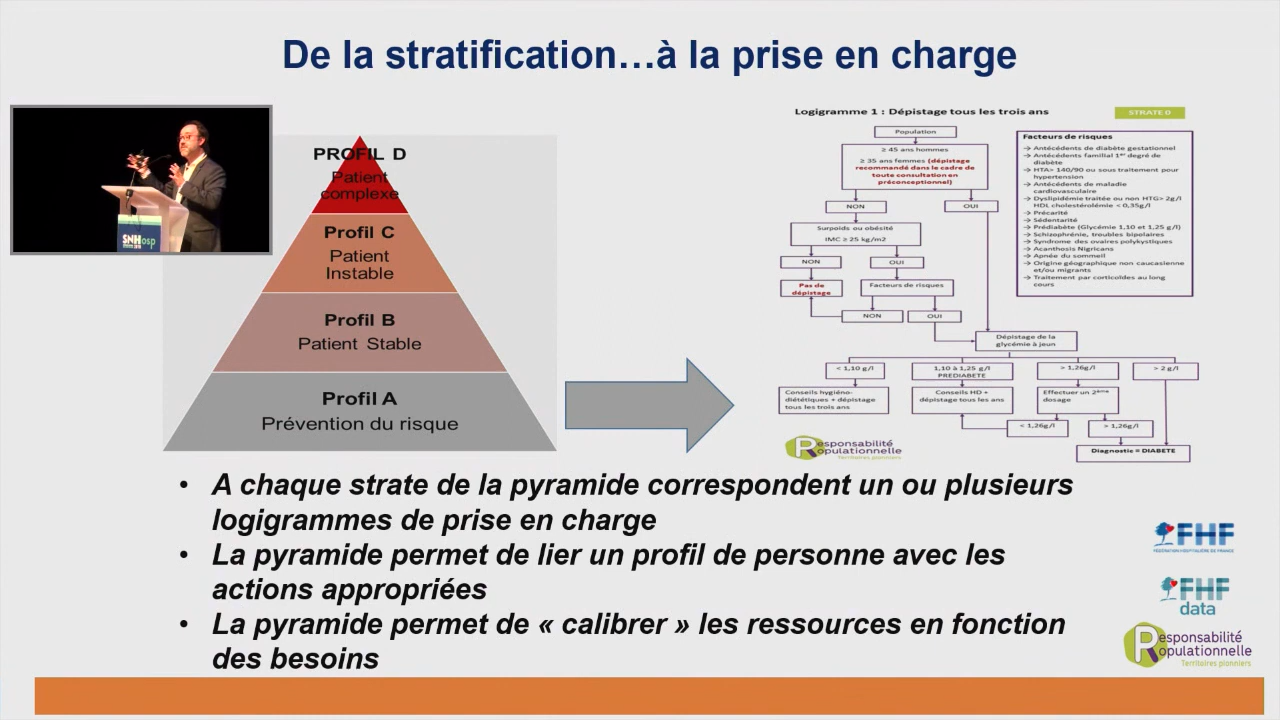 De la stratification…à la prise en charge
SNHosp
PROFIL D
Patient
complexe
Profil C
Patient
Instable
Profil B
Patient Stable
Profil A
Prévention du risque
Logigramme 1 : Dépistage tous les trois ans
STRATE D
Population
≥ 45 ans hommes
≥ 35 ans femmes (dépistage
recommandé dans le cadre de
toute consultation en
préconceptionnel)
NON
OUI
Surpoids ou obésité
IMC ≥ 25 kg/m2
NON
OUI
Pas de
dépistage
Facteurs de risques
NON
OUI
Facteurs de risques
→ Antécédents de diabète gestationnel
→ Antécédents familial 1er degré de
diabète
→ HTA> 140/90 ou sous traitement pour
hypertension
→ Antécédents de maladie
cardiovasculaire
→ Dyslipidémie traitée ou non HTG> 2g/l
HDL cholestérolémie < 0,35g/l
→ Précarité
→ Sédentarité
→ Prédiabète (Glycémie 1,10 et 1,25 g/l)
→ Schizophrénie, troubles bipolaires
→ Syndrome des ovaires polykystiques
→ Acanthosis Nigricans
→ Apnée du sommeil
→ Origine géographique non caucasienne
et/ou migrants
→ Traitement par corticoïdes au long
cours
Dépistage de la
glycémie à jeun
< 1,10 g/l
1,10 à 1,25 g/l
PREDIABETE
> 1,26g/l
> 2 g/l
Conseils hygiéno-
diététiques + dépistage
tous les trois ans
Conseils HD +
dépistage tous les ans
Effectuer un 2ème
dosage
< 1,26g/l
> 1,26g/l
Diagnostic = DIABETE
Responsabilité
Populationnelle
Territoires pionniers
• A chaque strate de la pyramide correspondent un ou plusieurs
logigrammes de prise en charge
• La pyramide permet de lier un profil de personne avec les
actions appropriées
• La pyramide permet de « calibrer » les ressources en fonction
des besoins
FHF
FÉDÉRATION HOSPITALIÈRE DE FRANCE
FHF
data
Responsabilité
Populationnelle
Territoires pionniers